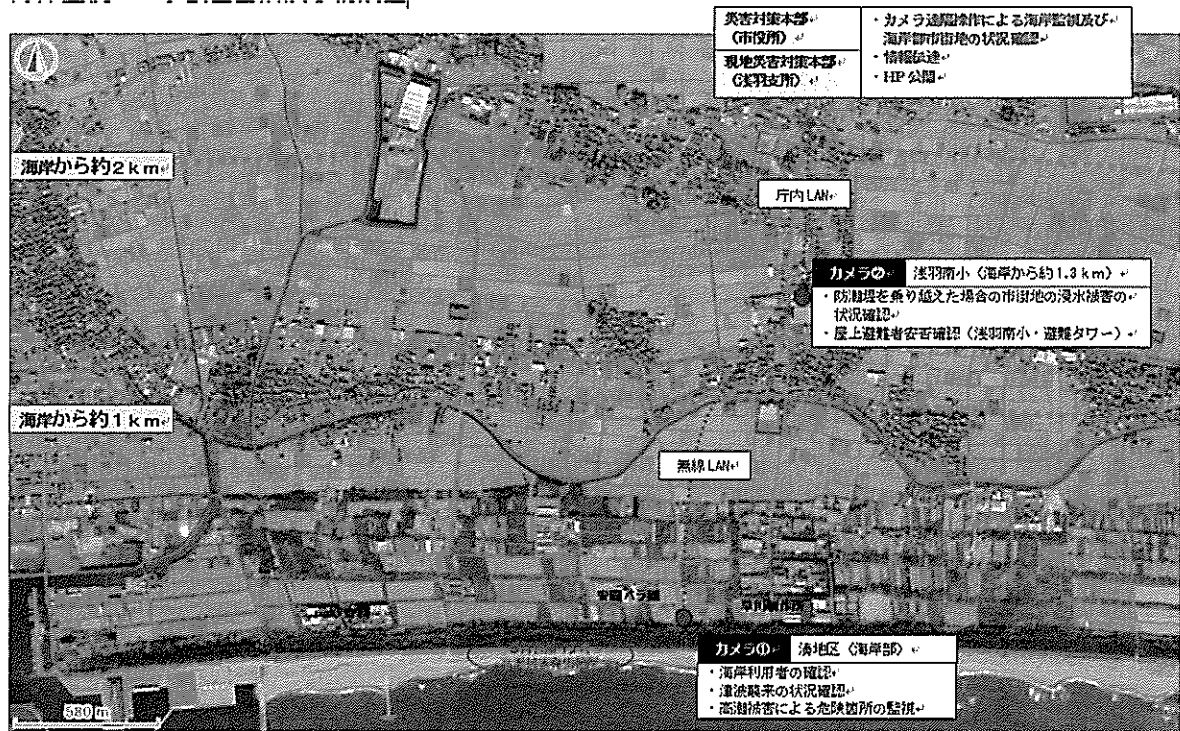 災害対策本部
（市役所）
現地災害対策本部
（浅羽支所）
・カメラ遠隔操作による海岸監視及び
海岸部市街地の状況確認
・情報伝達
・HP公開
海岸から約2km
庁内LAN
カメラ② 浅羽南小（海岸から約1.3km）
・防潮堤を乗り越えた場合の市街地の浸水被害の
状況確認
・屋上避難者安否確認（浅羽南小・避難タワー）
海岸から約1km
無線LAN
カメラ① 湊地区（海岸部）
・海岸利用者の確認
・津波襲来の状況確認
・高潮被害による危険箇所の監視
580 m